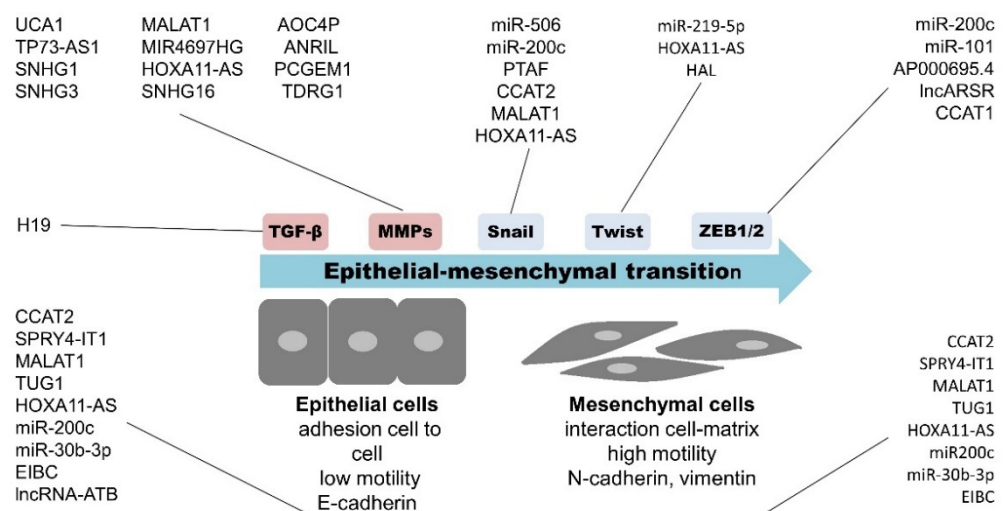 UCA1
TP73-AS1
SNHG1
SNHG3
MALAT1
MIR4697HG
HOXA11-AS
SNHG16
AOC4P
ANRIL
PCGEM1
TDRG1
miR-506
miR-200c
PTAF
CCAT2
MALAT1
HOXA11-AS
miR-219-5p
HOXA11-AS
HAL
miR-200c
miR-101
AP000695.4
lncARSR
CCAT1
H19
TGF-β
MMPs
Snail
Twist
ZEB1/2
Epithelial-mesenchymal transition
CCAT2
SPRY4-IT1
MALAT1
TUG1
HOXA11-AS
miR-200c
miR-30b-3p
EIBC
lncRNA-ATB
Epithelial cells
adhesion cell to
cell
low motility
E-cadherin
Mesenchymal cells
interaction cell-matrix
high motility
N-cadherin, vimentin
CCAT2
SPRY4-IT1
MALAT1
TUG1
HOXA11-AS
miR200c
miR-30b-3p
EIBC